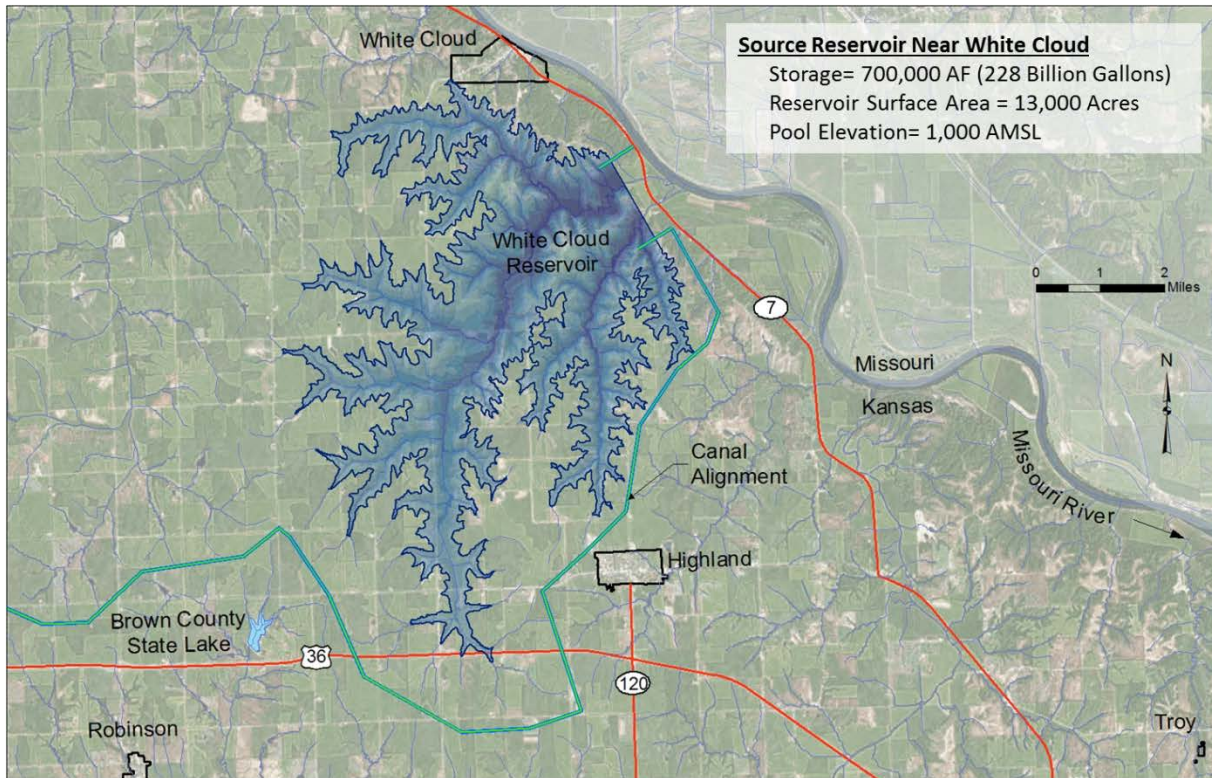 White Cloud
Source Reservoir Near White Cloud
Storage= 700,000 AF (228 Billion Gallons)
Reservoir Surface Area = 13,000 Acres
Pool Elevation= 1,000 AMSL
White Cloud
Reservoir
0 1 2
Miles
7
Missouri
Kansas
N
Missouri River
Canal
Alignment
Highland
Brown County
State Lake
36
120
Robinson
Troy